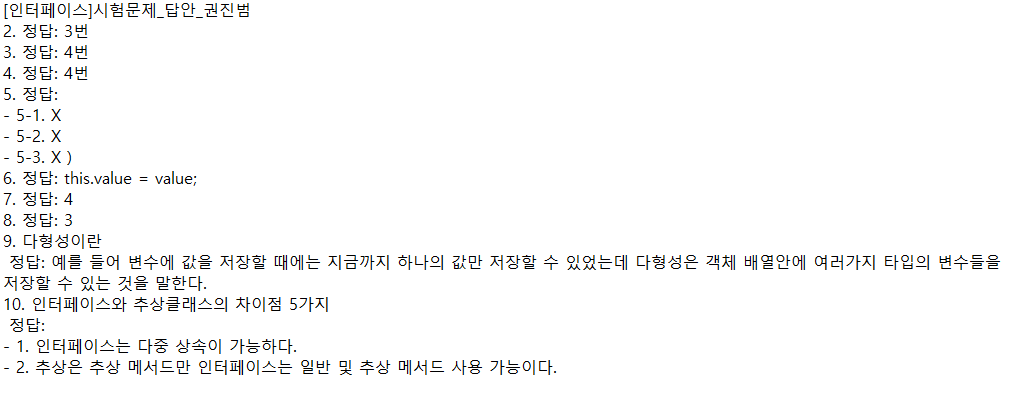 [인터페이스]시험문제_답안_권진범
2. 정답: 3번
3. 정답: 4번
4. 정답: 4번
5. 정답:
- 5-1. X
- 5-2. X
- 5-3. X )
6. 정답: this.value = value;
7. 정답: 4
8. 정답: 3
9. 다형성이란
정답: 예를 들어 변수에 값을 저장할 때에는 지금까지 하나의 값만 저장할 수 있었는데 다형성은 객체 배열안에 여러가지 타입의 변수들을
저장할 수 있는 것을 말한다.
10. 인터페이스와 추상클래스의 차이점 5가지
정답:
- 1. 인터페이스는 다중 상속이 가능하다.
- 2. 추상은 추상 메서드만 인터페이스는 일반 및 추상 메서드 사용 가능이다.